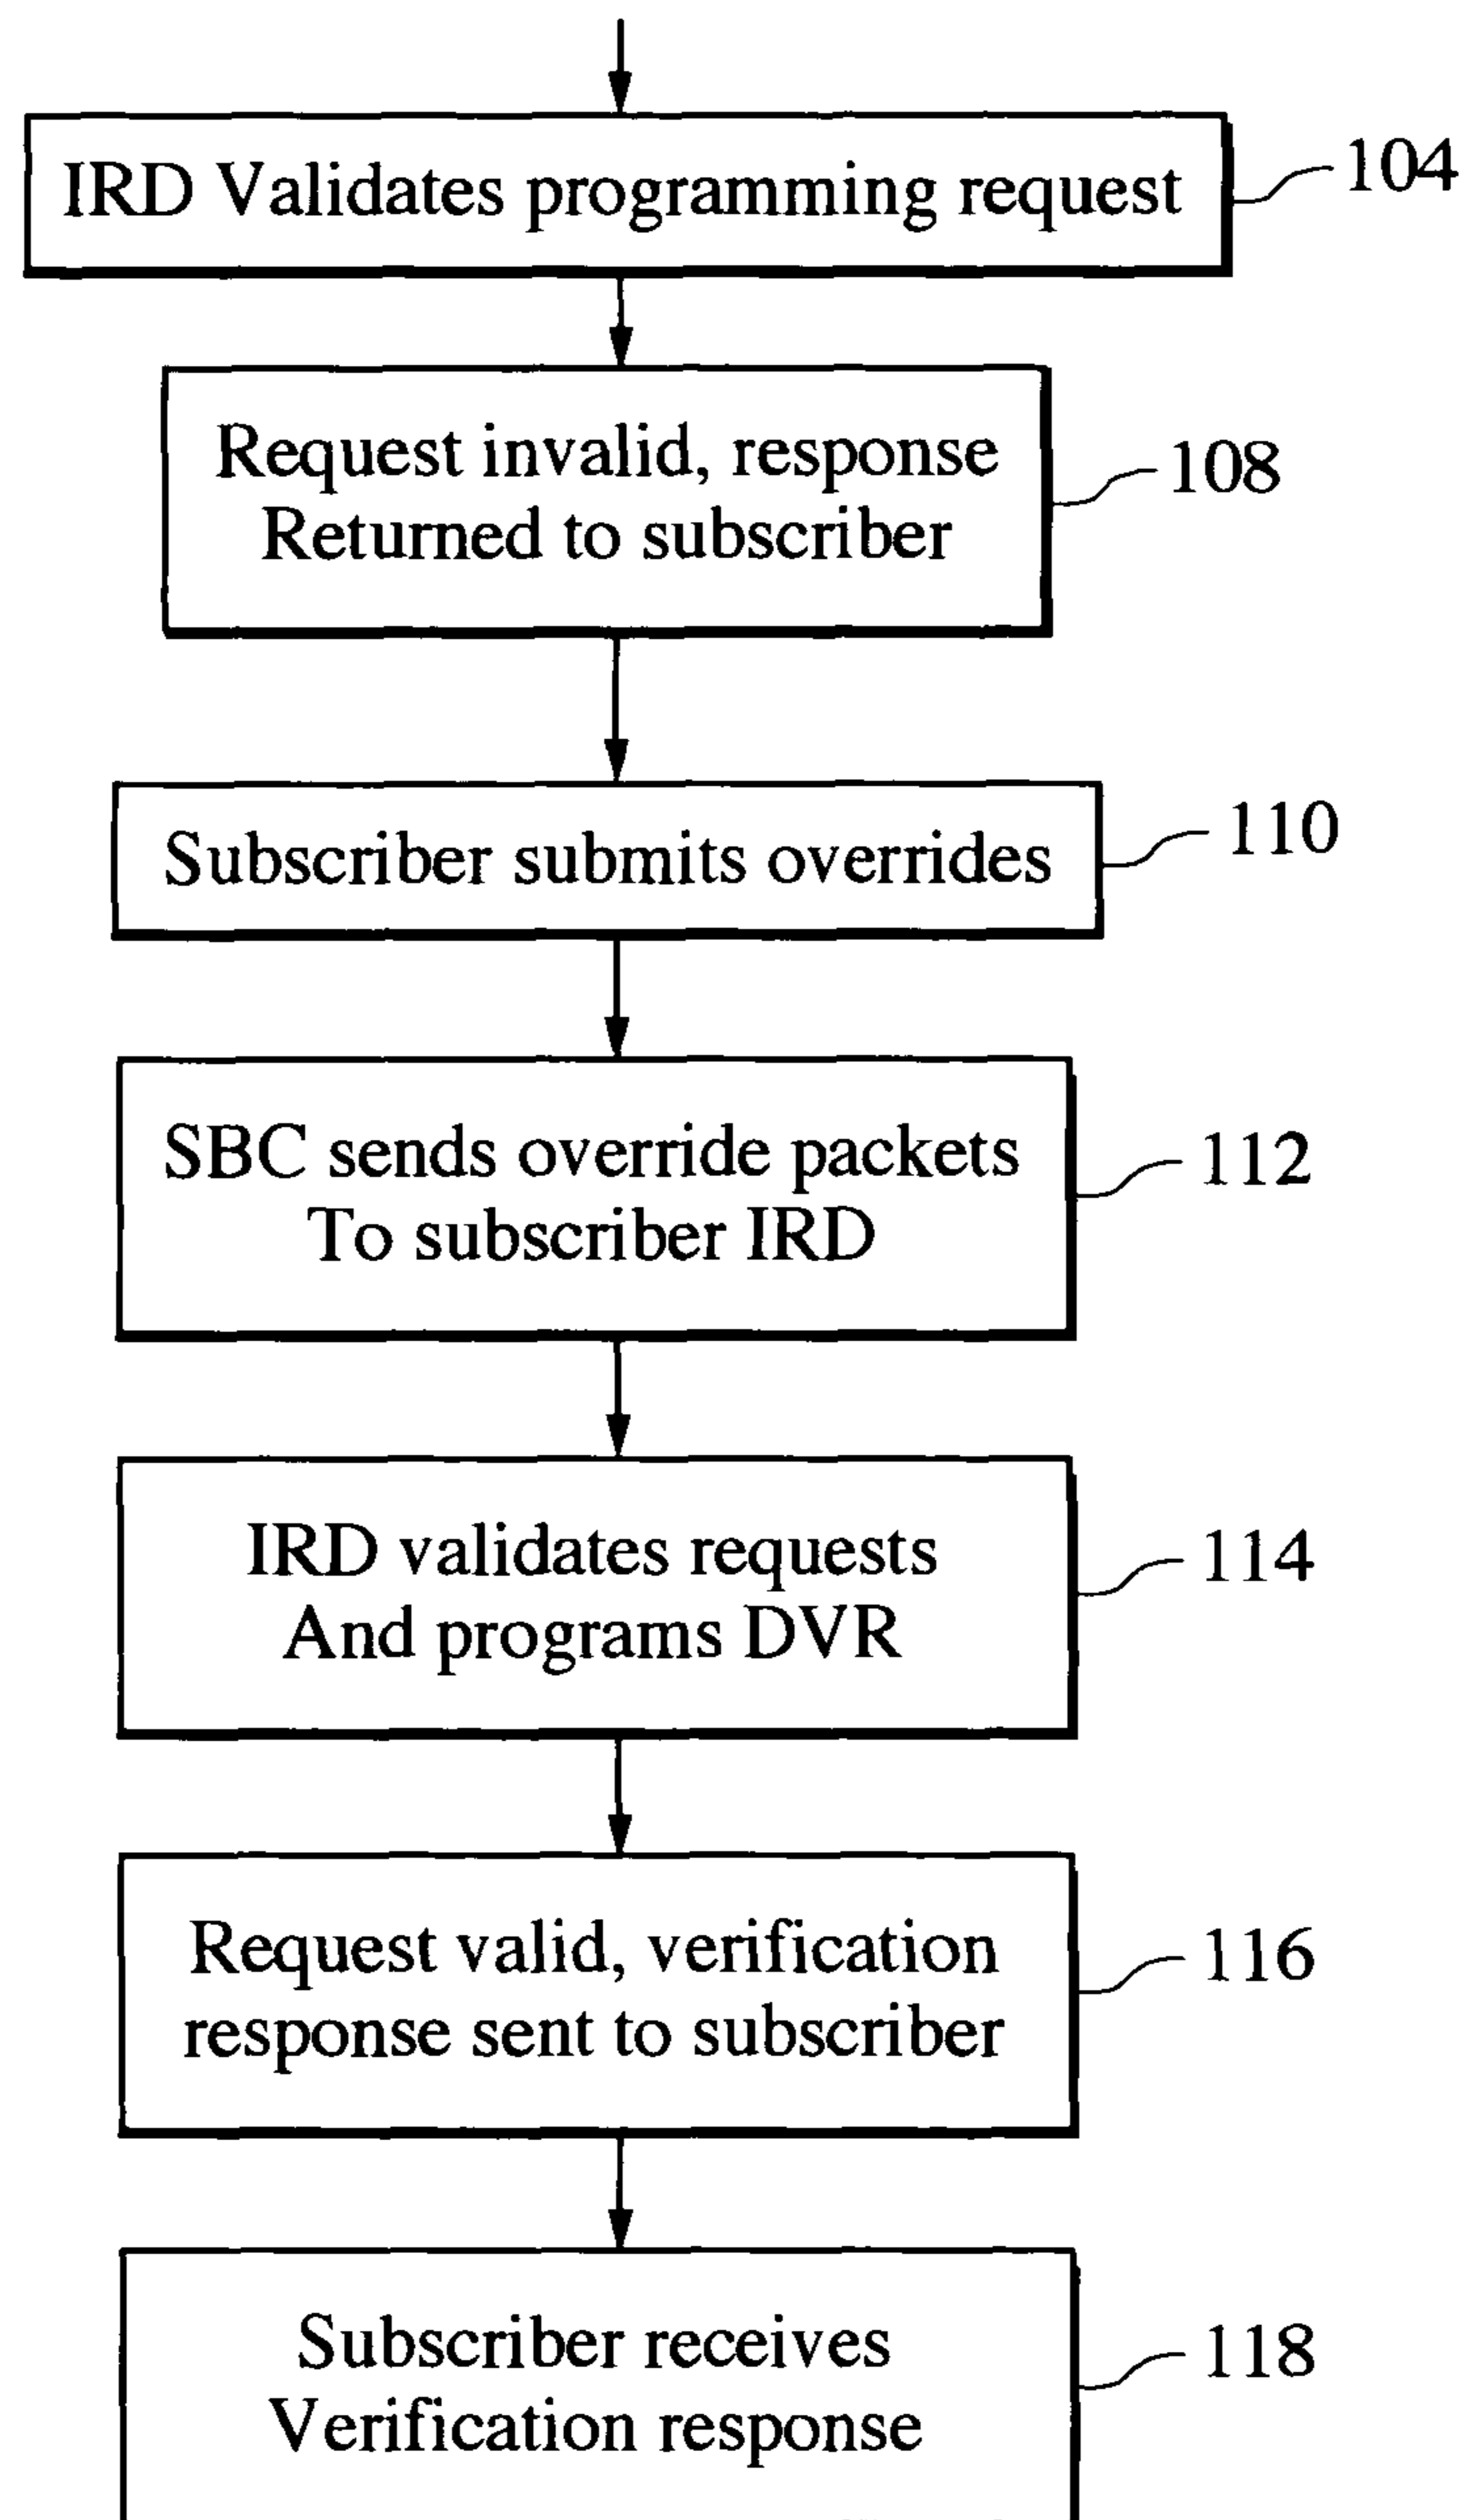 IRD Validates programming request
104
Request invalid, response
Returned to subscriber
108
Subscriber submits overrides
110
SBC sends override packets
To subscriber IRD
112
IRD validates requests
And programs DVR
114
Request valid, verification
response sent to subscriber
116
Subscriber receives
Verification response
118